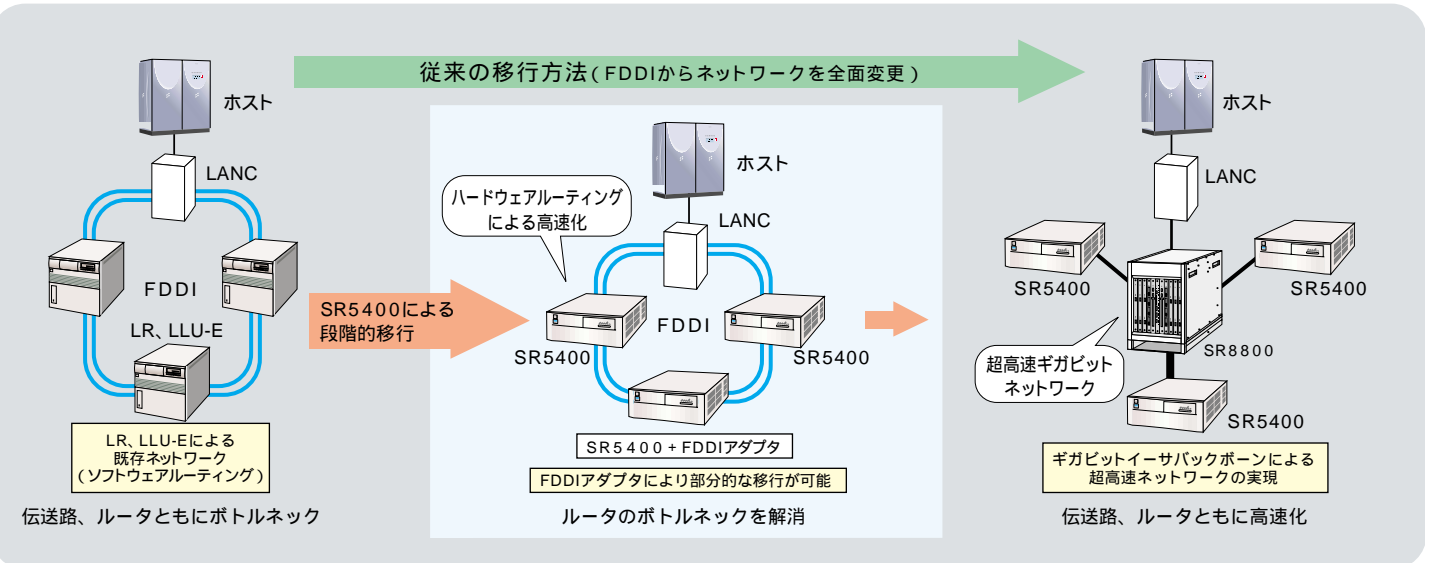 従来の移行方法(FDDIからネットワークを全面変更)
ホスト
LANC
FDDI
LR、LLU-E
LR、LLU-Eによる
既存ネットワーク
(ソフトウェアルーティング)
伝送路、ルータともにボトルネック
SR5400による
段階的移行
ハードウェアルーティング
による高速化
ホスト
LANC
FDDI
SR5400
SR5400
SR5400+FDDIアダプタ
FDDIアダプタにより部分的な移行が可能
ルータのボトルネックを解消
ホスト
LANC
SR5400
SR5400
SR8800
超高速ギガビット
ネットワーク
SR5400
ギガビットイーサバックボーンによる
超高速ネットワークの実現
伝送路、ルータともに高速化